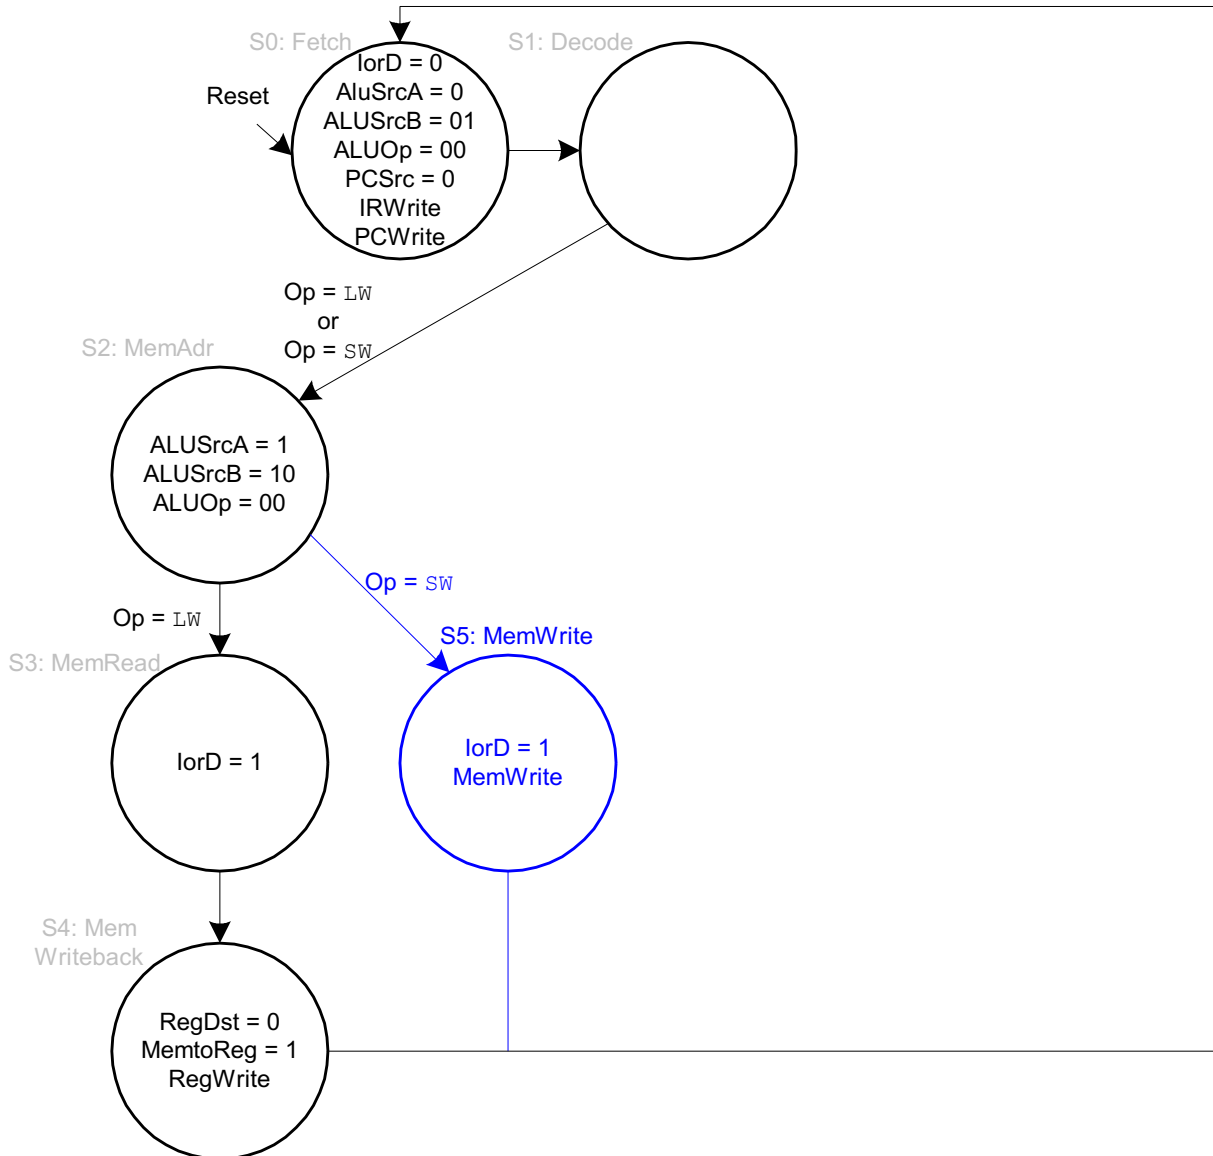 S0: Fetch
S1: Decode
Reset
IorD = 0
AluSrcA = 0
ALUSrcB = 01
ALUOp = 00
PCSrc = 0
IRWrite
PCWrite
Op = LW
or
Op = SW
S2: MemAdr
ALUSrcA = 1
ALUSrcB = 10
ALUOp = 00
Op = SW
Op = LW
S5: MemWrite
S3: MemRead
IorD = 1
IorD = 1
MemWrite
S4: Mem
Writeback
RegDst = 0
MemtoReg = 1
RegWrite